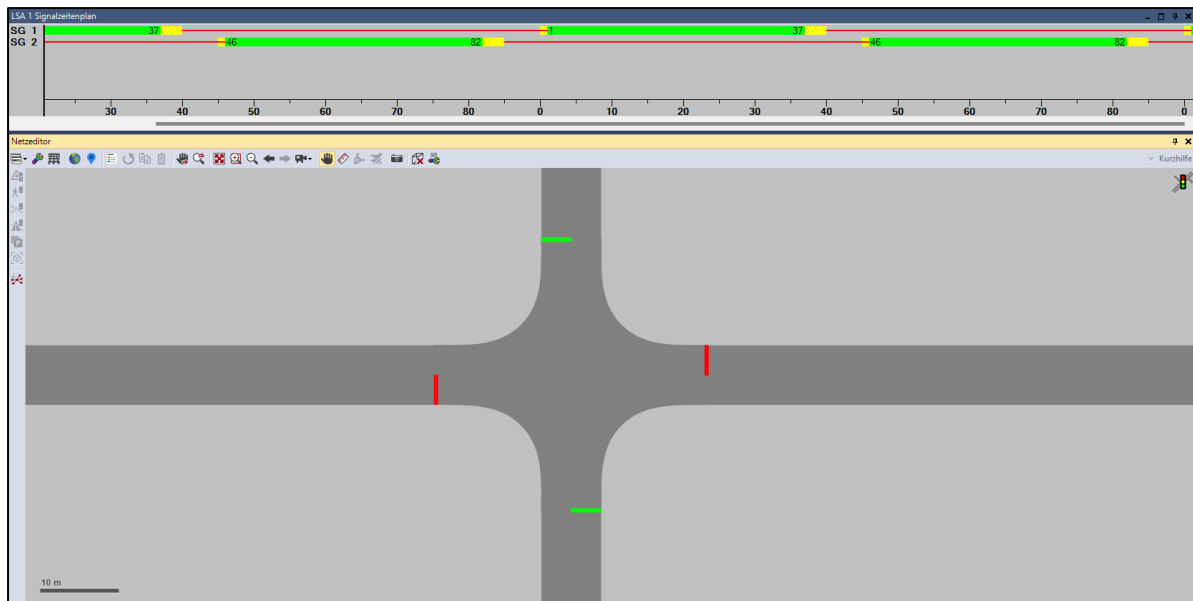 LSA 1 Signalzeitenplan
SG 1 37 1 37
SG 2 46 82 46 82
30 40 50 60 70 80 0 10 20 30 40 50 60 70 80 0
Netzeditor
Kurzhilfe
10 m